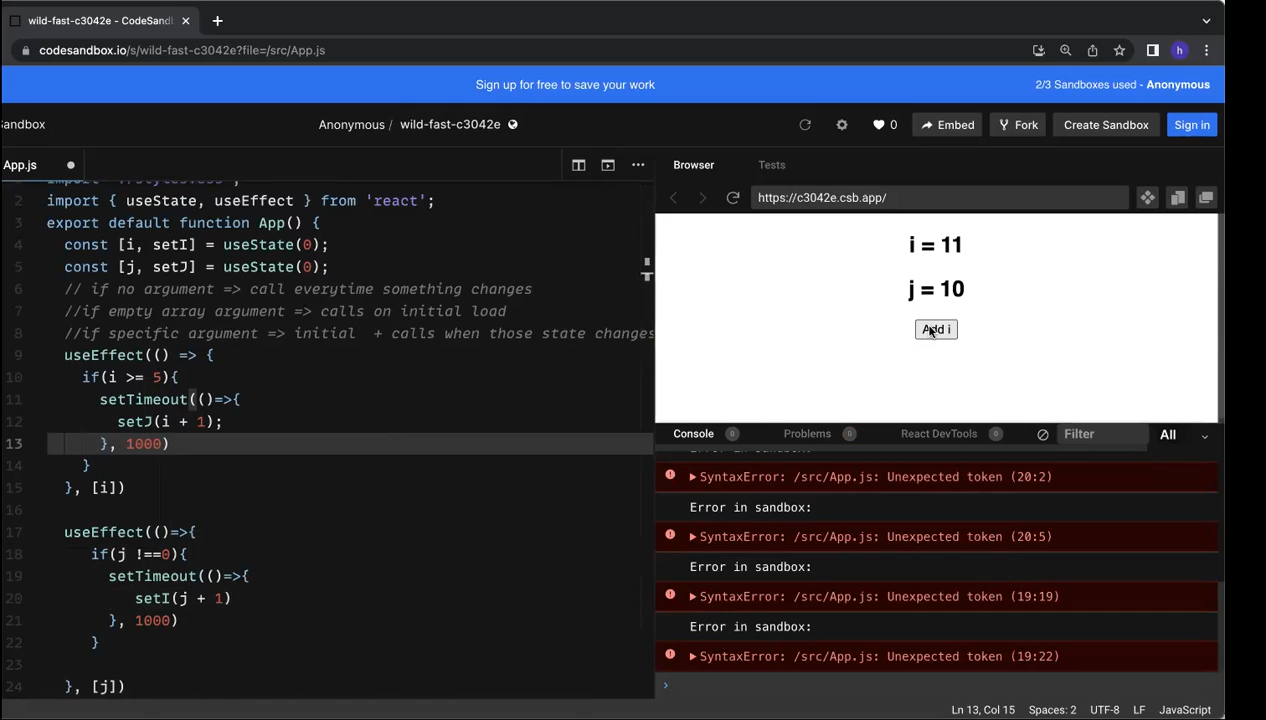 wild-fast-c3042e - CodeSandb
codesandbox.io/s/wild-fast-c3042e?file=/src/App.js
h
Sign up for free to save your work
2/3 Sandboxes used - Anonymous
andbox
Anonymous / wild-fast-c3042e
0
Embed
Fork
Create Sandbox
Sign in
App.js
Browser
Tests
https://c3042e.csb.app/
2 import { useState, useEffect } from 'react';
3 export default function App() {
4 const [i, setI] = useState(0);
5 const [j, setJ] = useState(0);
6 // if no argument => call everytime something changes
7 //if empty array argument => calls on initial load
8 //if specific argument => initial  + calls when those state changes
9 useEffect(() => {
10 if(i >= 5){
11 setTimeout(()=>{
12 setJ(i + 1);
13 }, 1000)
14 }
15 }, [i])
16
17 useEffect(()=>{
18 if(j !==0){
19 setTimeout(()=>{
20 setI(j + 1)
21 }, 1000)
22 }
23
24 }, [j])
i = 11
j = 10
Add i
Console 0
Problems 0
React DevTools 0
Filter
All
Error in sandbox:
SyntaxError: /src/App.js: Unexpected token (20:2)
Error in sandbox:
SyntaxError: /src/App.js: Unexpected token (20:5)
Error in sandbox:
SyntaxError: /src/App.js: Unexpected token (19:19)
Error in sandbox:
SyntaxError: /src/App.js: Unexpected token (19:22)
Ln 13, Col 15
Spaces: 2
UTF-8
LF
JavaScript